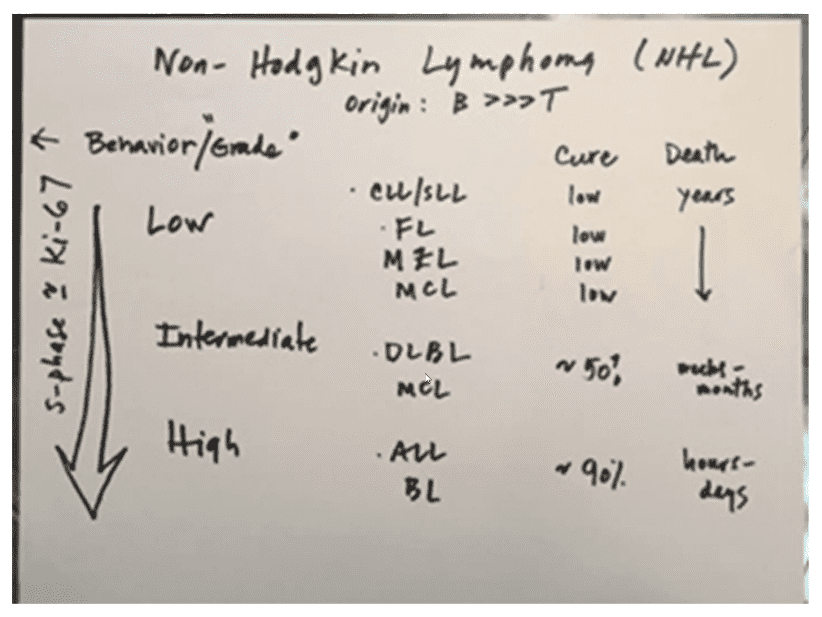 Non-Hodgkin Lymphoma (NHL)
Origin: B >>>T
Behavior/"Grade"
Cure Death
Low
· CLL/SLL low years
· FL low
MZL low
MCL low
Intermediate
· DLBL ~ 50% weeks-
MCL months
High
· ALL ~ 90% hours-
BL days
S-phase ≈ Ki-67 →